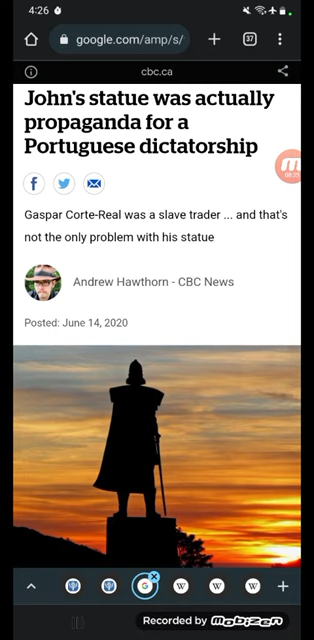 4:26
google.com/amp/s/
37
cbc.ca
John's statue was actually
propaganda for a
Portuguese dictatorship
Gaspar Corte-Real was a slave trader ... and that's
not the only problem with his statue
Andrew Hawthorn - CBC News
Posted: June 14, 2020
Recorded by mobizen